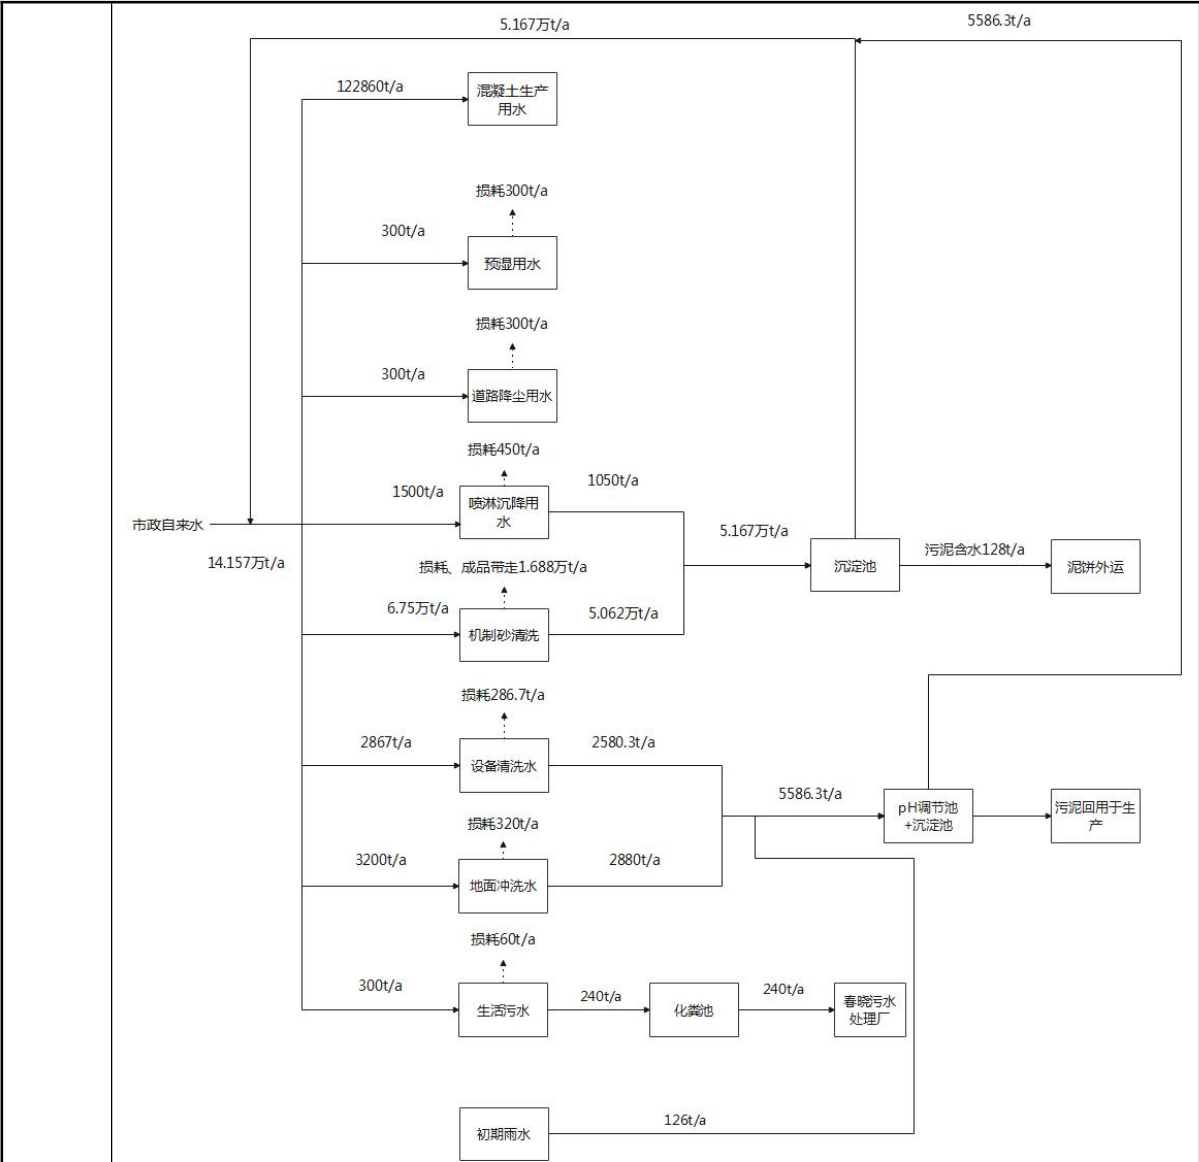 5.167万t/a
5586.3t/a
122860t/a
混凝土生产
用水
损耗300t/a
300t/a
预湿用水
损耗300t/a
300t/a
道路降尘用水
损耗450t/a
1500t/a
喷淋沉降用
水
1050t/a
市政自来水
14.157万t/a
5.167万t/a
沉淀池
污泥含水128t/a
泥饼外运
损耗、成品带走1.688万t/a
6.75万t/a
机制砂清洗
5.062万t/a
损耗286.7t/a
2867t/a
设备清洗水
2580.3t/a
5586.3t/a
pH调节池
+沉淀池
污泥回用于生
产
损耗320t/a
3200t/a
地面冲洗水
2880t/a
损耗60t/a
300t/a
生活污水
240t/a
化粪池
240t/a
春晓污水
处理厂
初期雨水
126t/a